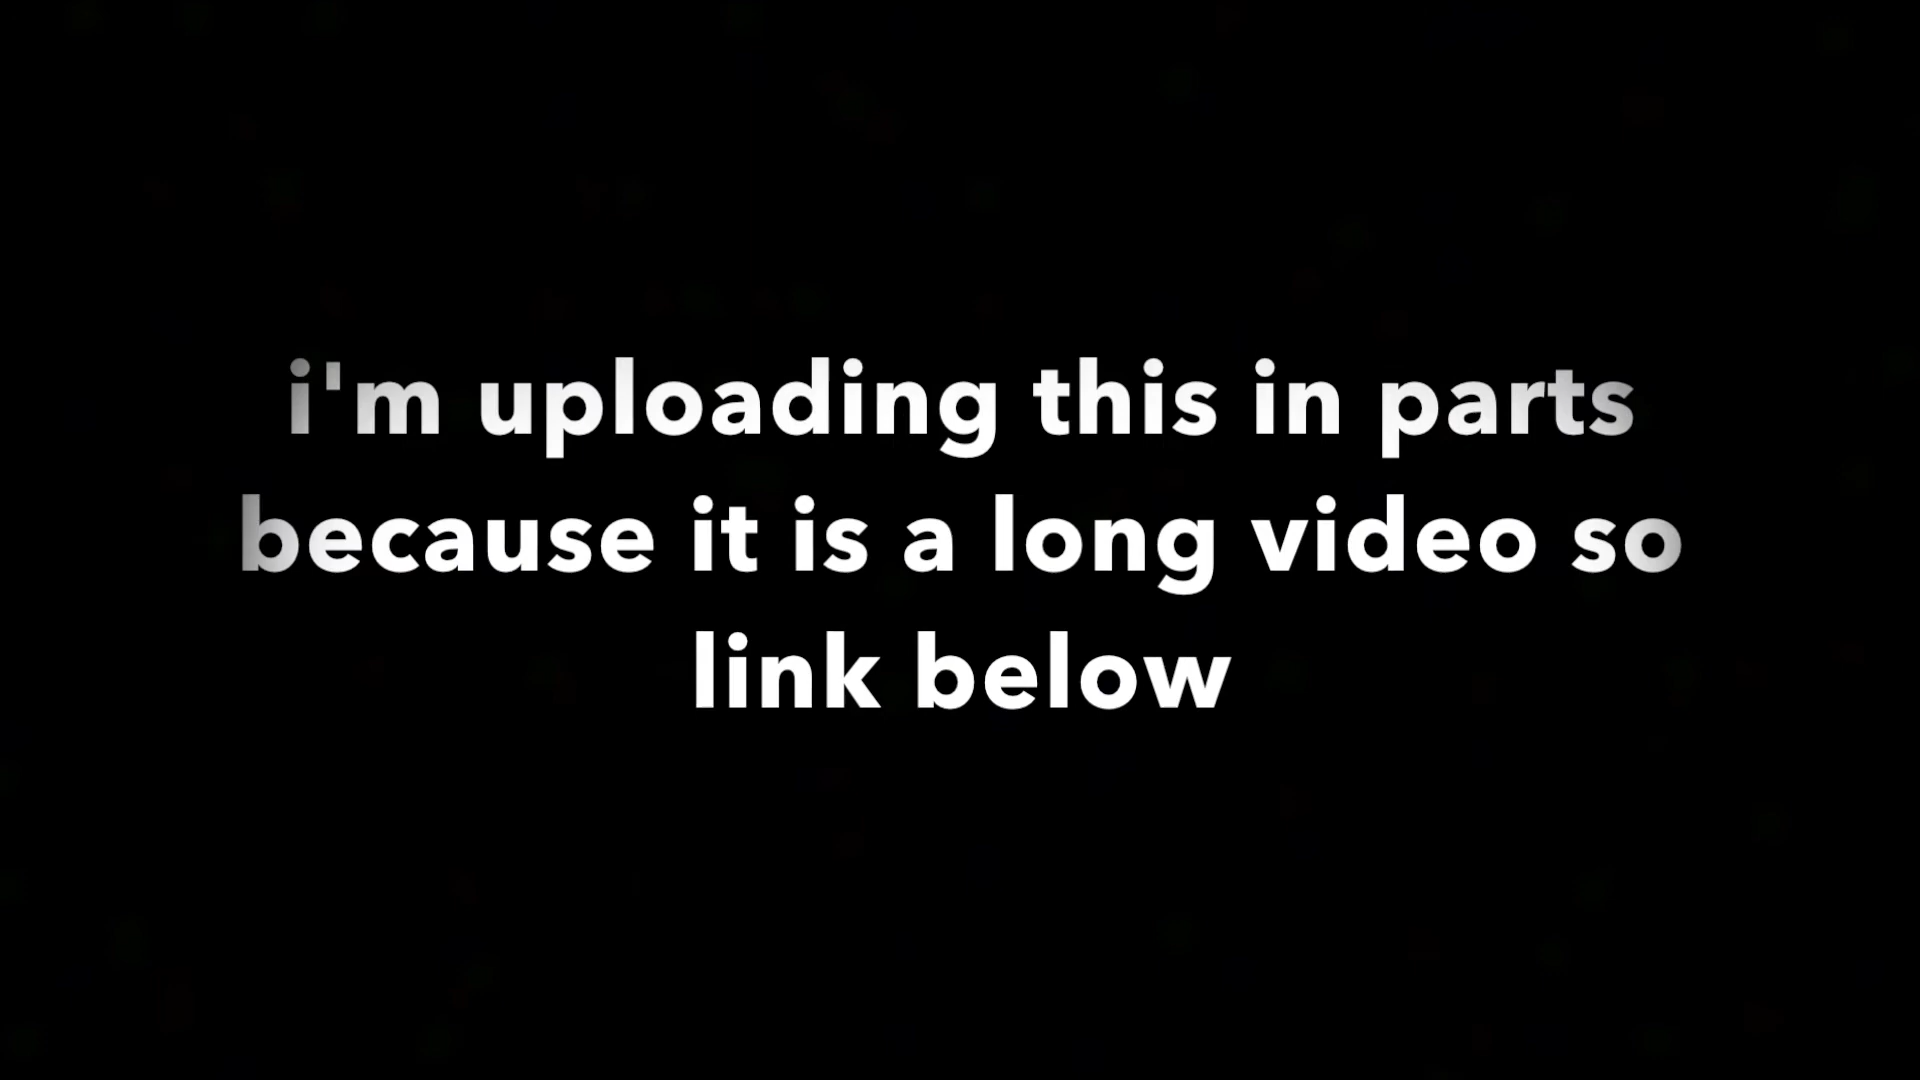 i'm uploading this in parts
because it is a long video so
link below